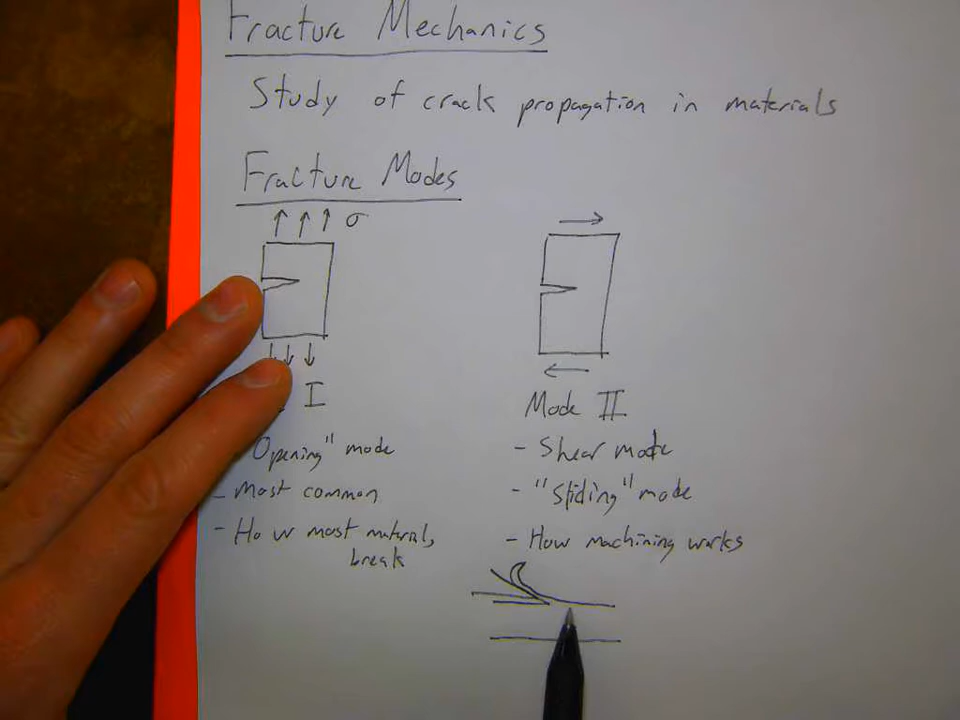 Fracture Mechanics
Study of crack propagation in materials
Fracture Modes
σ
I
Opening" mode
- Most common
- How most materials
break
Mode II
- Shear mode
- "Sliding" mode
- How machining works